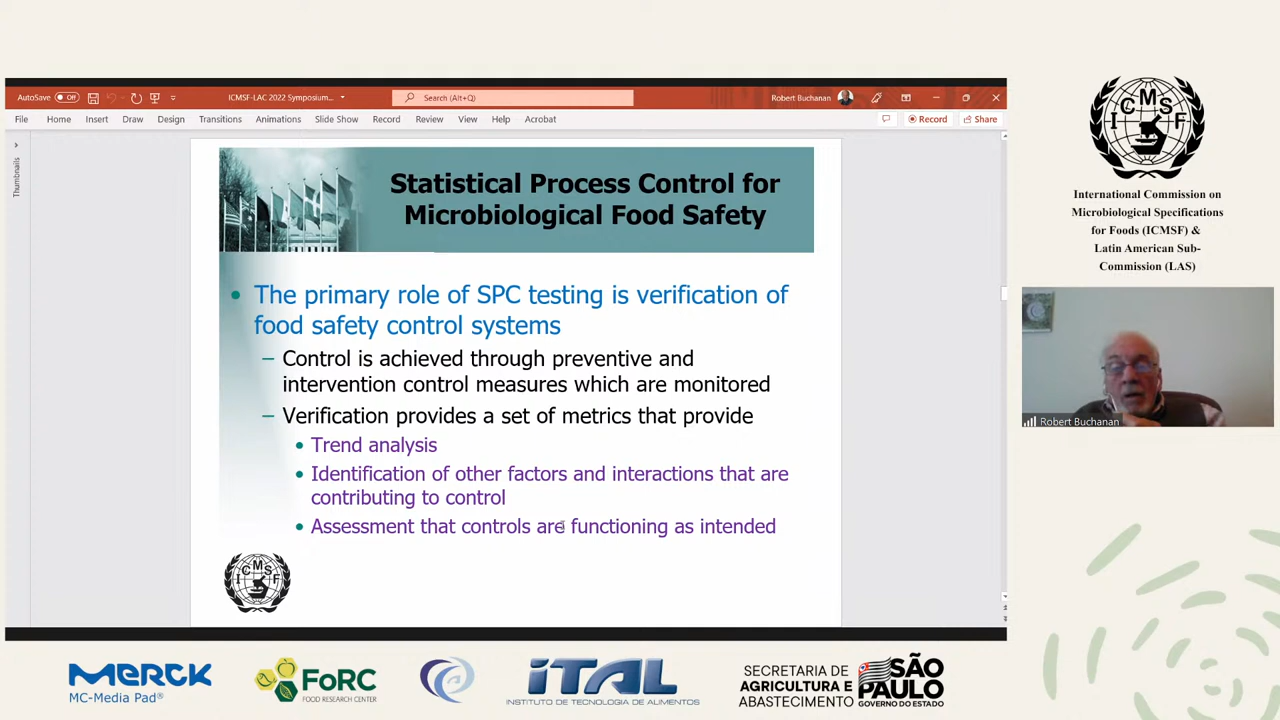 AutoSave Off
ICMSF-LAC 2022 Symposium...
Search (Alt+Q)
Robert Buchanan
File Home Insert Draw Design Transitions Animations Slide Show Record Review View Help Acrobat
Record Share
Thumbnails
Statistical Process Control for
Microbiological Food Safety
• The primary role of SPC testing is verification of
food safety control systems
– Control is achieved through preventive and
intervention control measures which are monitored
– Verification provides a set of metrics that provide
• Trend analysis
• Identification of other factors and interactions that are
contributing to control
• Assessment that controls are functioning as intended
ICMSF
ICMSF
International Commission on
Microbiological Specifications
for Foods (ICMSF) &
Latin American Sub-
Commission (LAS)
Robert Buchanan
MERCK
MC-Media Pad®
FoRC
FOOD RESEARCH CENTER
iTAL
INSTITUTO DE TECNOLOGIA DE ALIMENTOS
SECRETARIA DE
AGRICULTURA E
ABASTECIMENTO
SÃO
PAULO
GOVERNO DO ESTADO